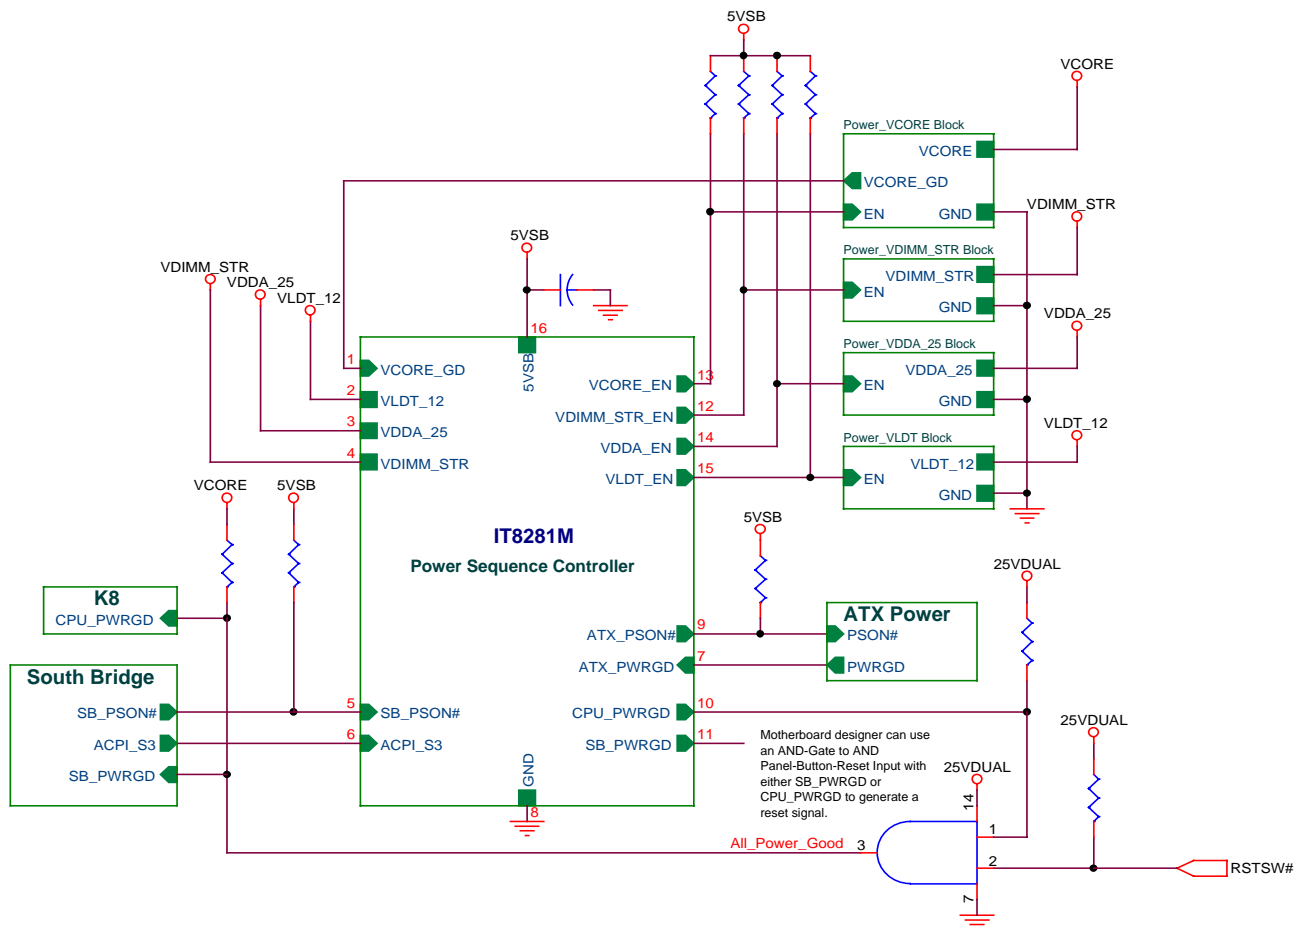 5VSB
VCORE
Power_VCORE Block
VCORE
VCORE_GD
EN
GND
VDIMM_STR
Power_VDIMM_STR Block
VDIMM_STR
EN
GND
VDDA_25
Power_VDDA_25 Block
VDDA_25
EN
GND
VLDT_12
Power_VLDT Block
VLDT_12
EN
GND
5VSB
VDIMM_STR
VDDA_25
VLDT_12
16
5VSB
1
VCORE_GD
2
VLDT_12
3
VDDA_25
4
VDIMM_STR
VCORE_EN
13
VDIMM_STR_EN
12
VDDA_EN
14
VLDT_EN
15
IT8281M
Power Sequence Controller
VCORE
5VSB
K8
CPU_PWRGD
South Bridge
SB_PSON#
ACPI_S3
SB_PWRGD
5
SB_PSON#
6
ACPI_S3
GND
8
ATX_PSON#
9
ATX_PWRGD
7
CPU_PWRGD
10
SB_PWRGD
11
5VSB
ATX Power
PSON#
PWRGD
25VDUAL
Motherboard designer can use
an AND-Gate to AND
Panel-Button-Reset Input with
either SB_PWRGD or
CPU_PWRGD to generate a
reset signal.
25VDUAL
25VDUAL
14
1
2
3
7
All_Power_Good
RSTSW#